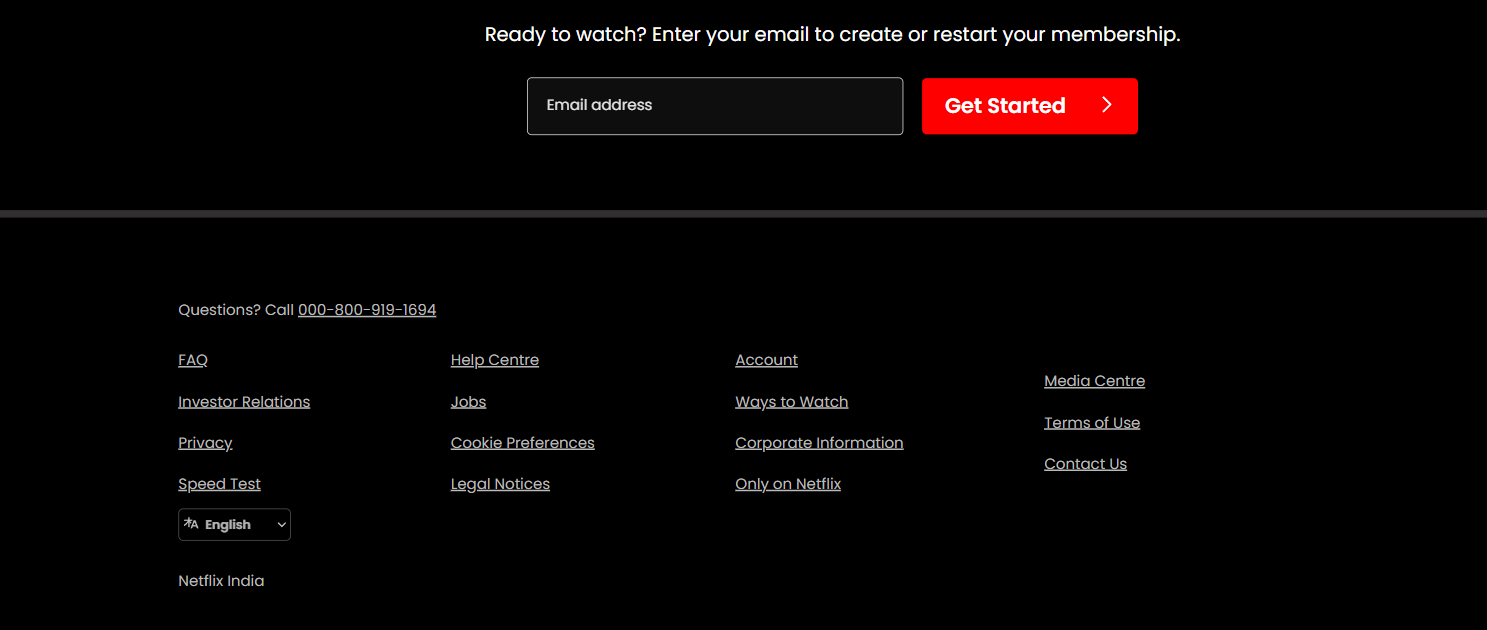 Ready to watch? Enter your email to create or restart your membership.
Email address
Get Started
Questions? Call 000-800-919-1694
FAQ
Investor Relations
Privacy
Speed Test
Help Centre
Jobs
Cookie Preferences
Legal Notices
Account
Ways to Watch
Corporate Information
Only on Netflix
Media Centre
Terms of Use
Contact Us
English
Netflix India